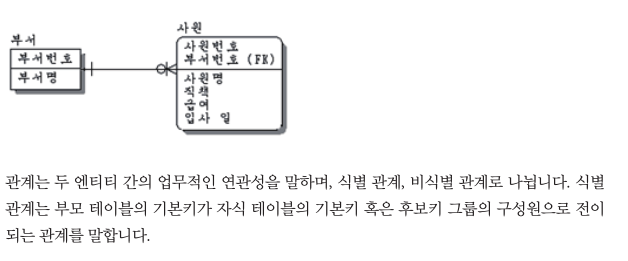 사원
부서
사원번호
부서번호 (FK)
부서번호
사원명
부서명
직책
급여
입사 일
관계는 두 엔티티 간의 업무적인 연관성을 말하며, 식별 관계, 비식별 관계로 나뉩니다. 식별
관계는 부모 테이블의 기본키가 자식 테이블의 기본키 혹은 후보키 그룹의 구성원으로 전이
되는 관계를 말합니다.